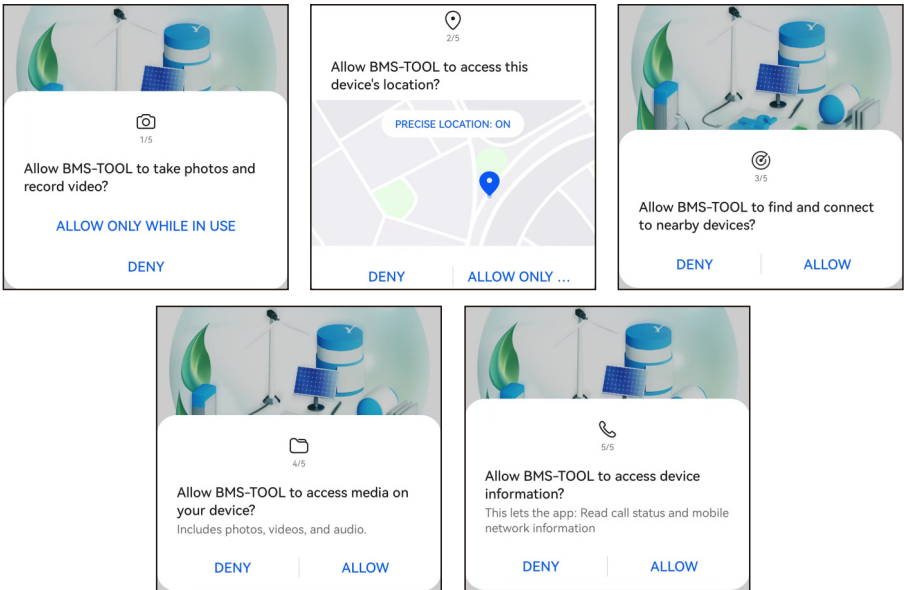 1/5
Allow BMS-TOOL to take photos and
record video?
ALLOW ONLY WHILE IN USE
DENY
2/5
Allow BMS-TOOL to access this
device's location?
PRECISE LOCATION: ON
DENY
ALLOW ONLY ...
3/5
Allow BMS-TOOL to find and connect
to nearby devices?
DENY
ALLOW
4/5
Allow BMS-TOOL to access media on
your device?
Includes photos, videos, and audio.
DENY
ALLOW
5/5
Allow BMS-TOOL to access device
information?
This lets the app: Read call status and mobile
network information
DENY
ALLOW